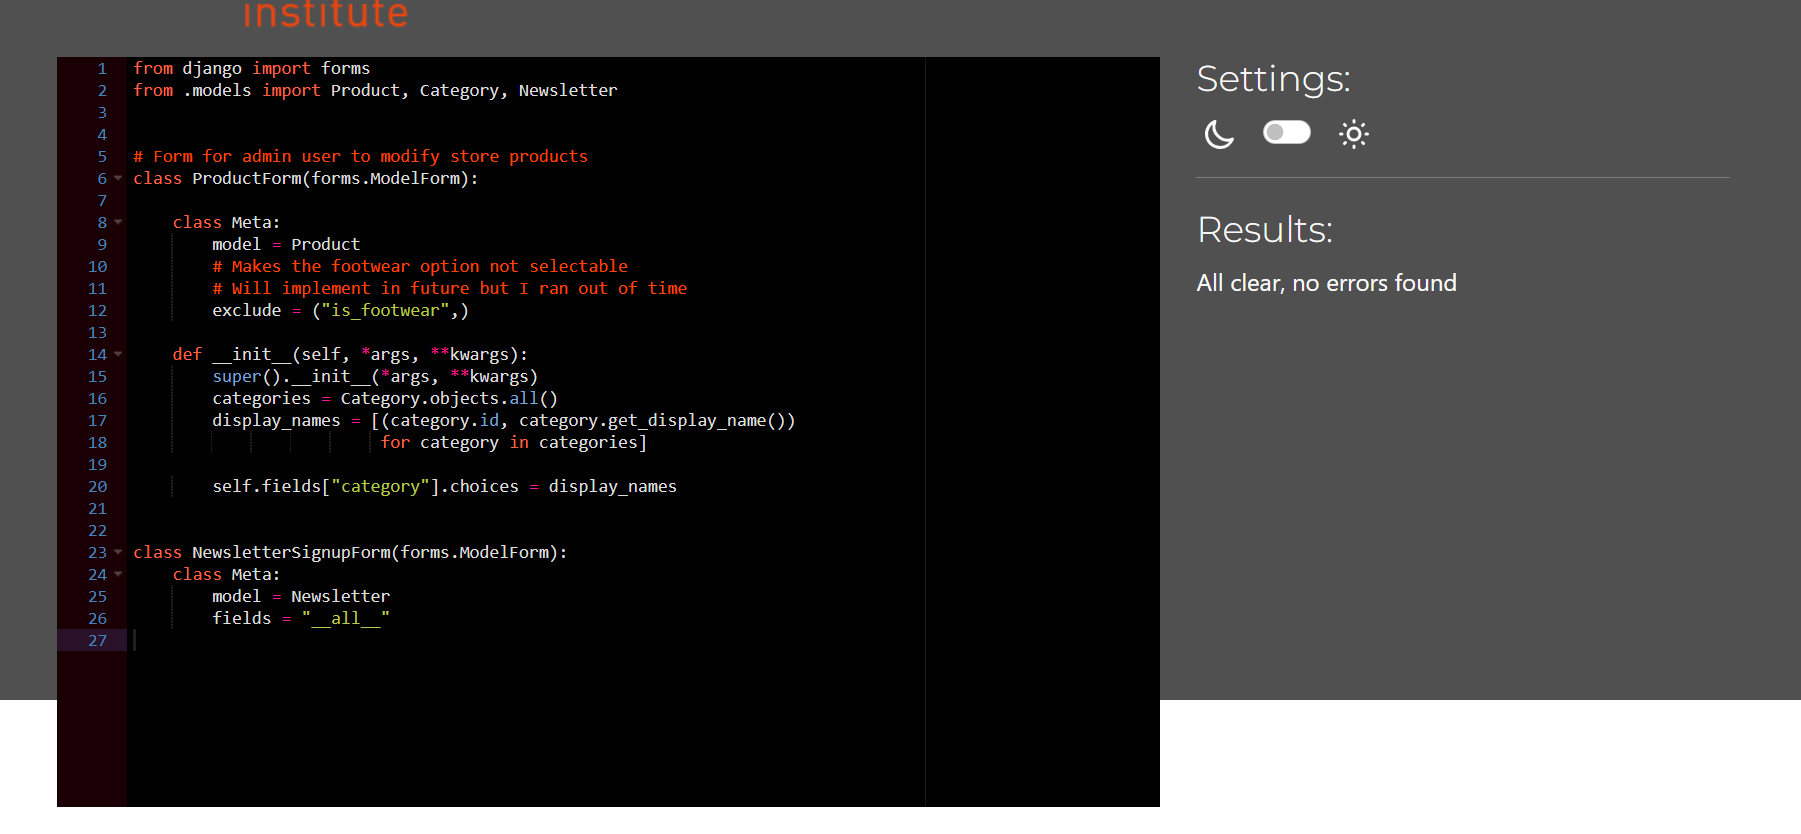 institute
1 from django import forms
2 from .models import Product, Category, Newsletter
3
4
5 # Form for admin user to modify store products
6 class ProductForm(forms.ModelForm):
7
8     class Meta:
9         model = Product
10         # Makes the footwear option not selectable
11         # Will implement in future but I ran out of time
12         exclude = ("is_footwear",)
13
14     def __init__(self, *args, **kwargs):
15         super().__init__(*args, **kwargs)
16         categories = Category.objects.all()
17         display_names = [(category.id, category.get_display_name())
18                          for category in categories]
19
20         self.fields["category"].choices = display_names
21
22
23 class NewsletterSignupForm(forms.ModelForm):
24     class Meta:
25         model = Newsletter
26         fields = "__all__"
27
Settings:
Results:
All clear, no errors found